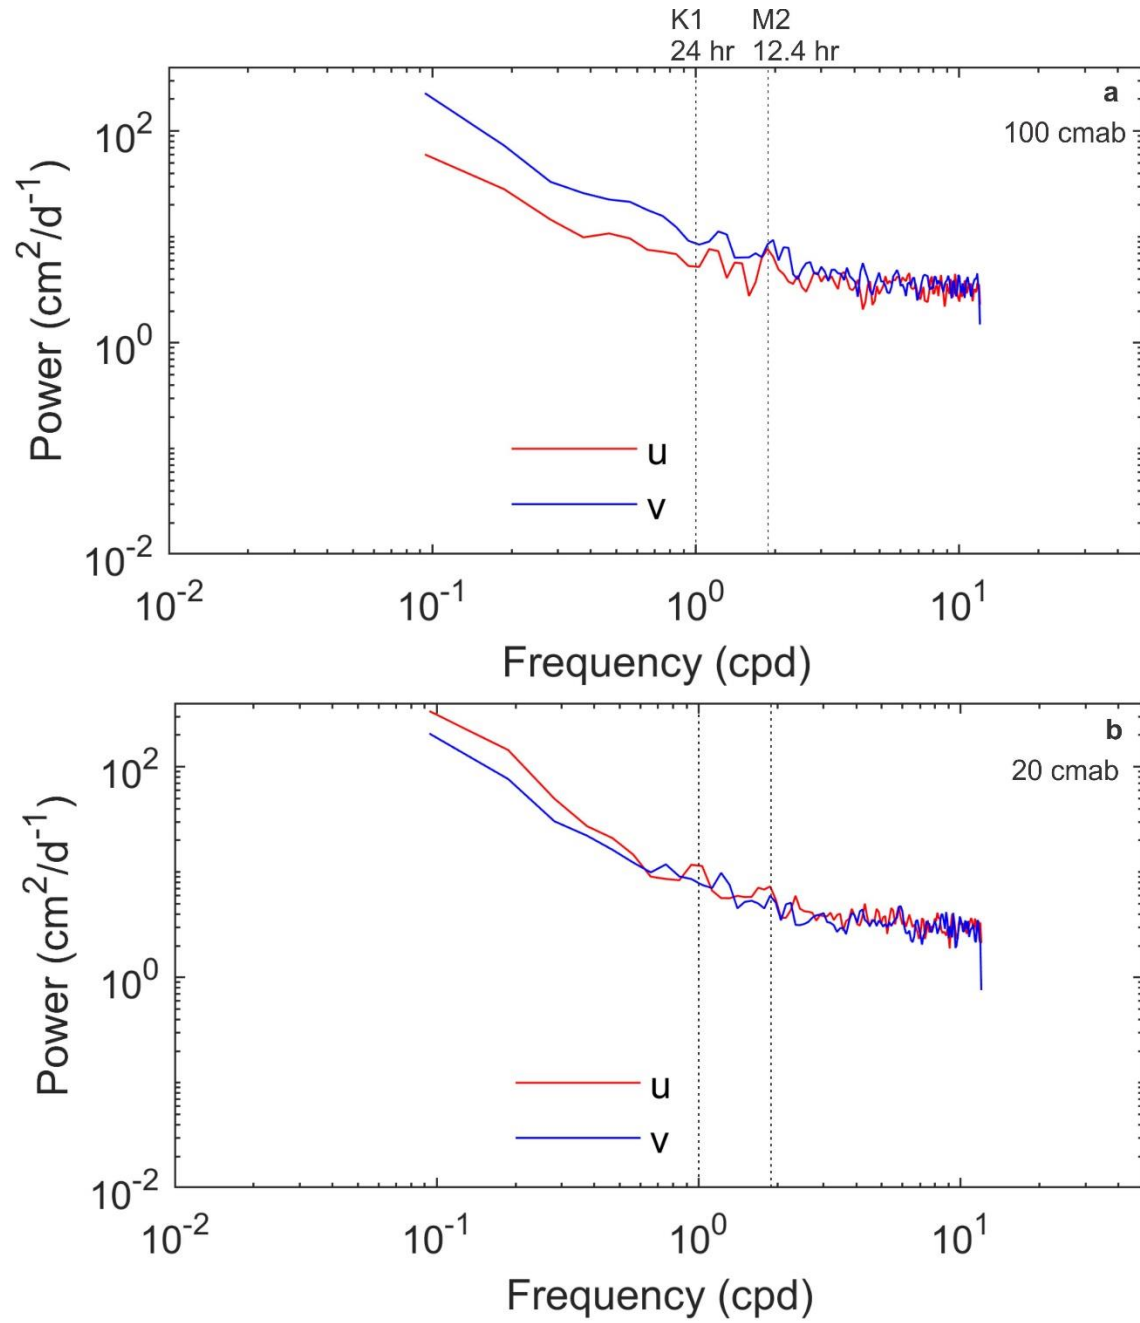 K1 M2
24 hr 12.4 hr
a
100 cmab
10^2
10^0
10^-2
Power (cm^2/d^-1)
u
v
10^-2 10^-1 10^0 10^1
Frequency (cpd)
b
20 cmab
10^2
10^0
10^-2
Power (cm^2/d^-1)
u
v
10^-2 10^-1 10^0 10^1
Frequency (cpd)